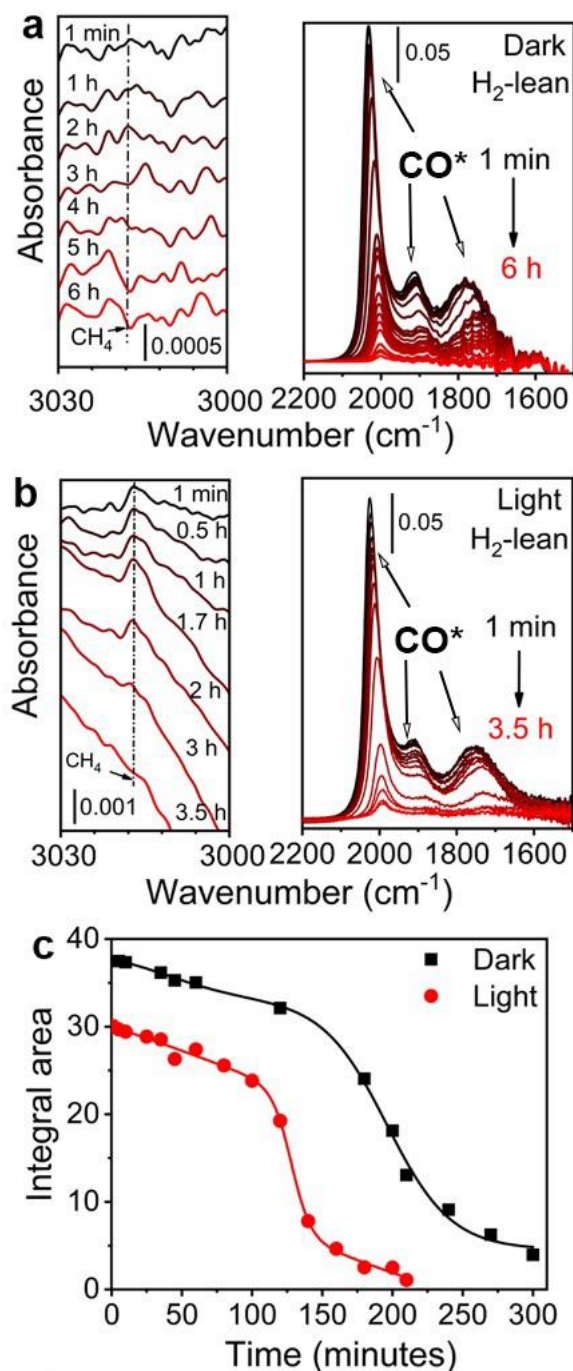 a
1 min
1 h
2 h
3 h
4 h
5 h
6 h
CH4
0.0005
Absorbance
3030
3000
Dark
H2-lean
0.05
CO*
1 min
6 h
2200 2000 1800 1600
Wavenumber (cm-1)
b
1 min
0.5 h
1 h
1.7 h
2 h
3 h
3.5 h
CH4
0.001
Absorbance
3030
3000
Light
H2-lean
0.05
CO*
1 min
3.5 h
2200 2000 1800 1600
Wavenumber (cm-1)
c
Dark
Light
Integral area
40
30
20
10
0
0 50 100 150 200 250 300
Time (minutes)